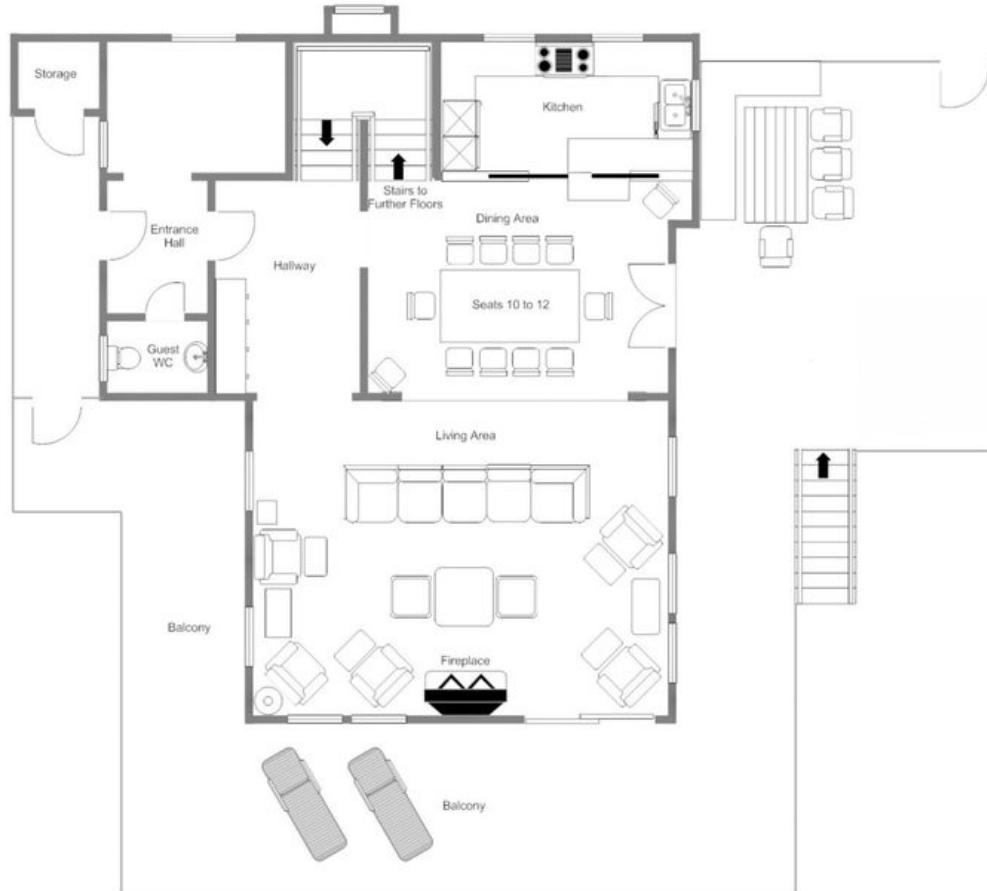 Storage
Kitchen
Stairs to
Further Floors
Dining Area
Entrance
Hall
Hallway
Seats 10 to 12
Guest
WC
Living Area
Balcony
Fireplace
Balcony